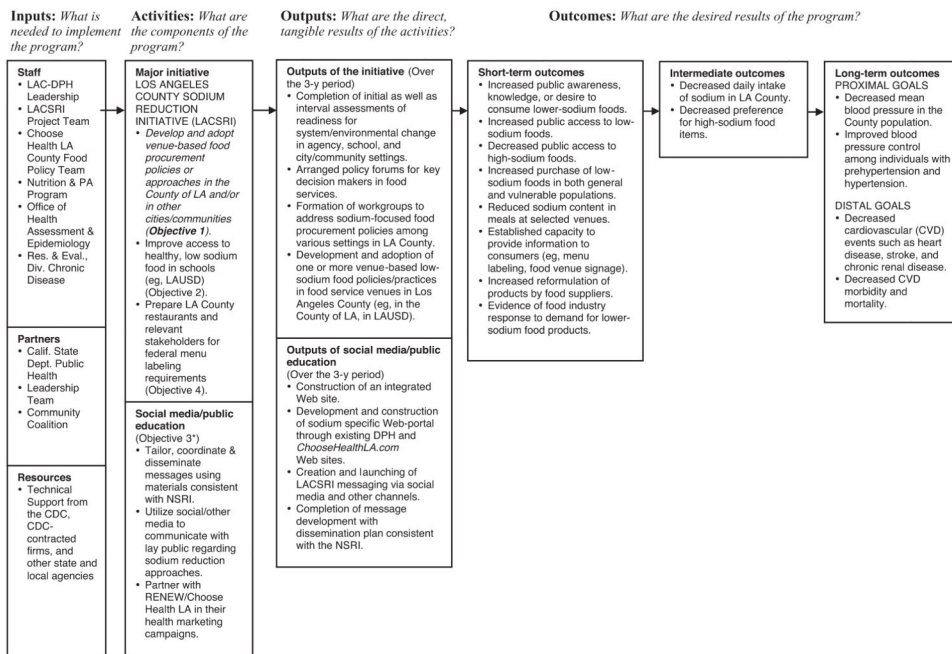 Inputs: What is
needed to implement
the program?
Staff
• LAC-DPH
Leadership
• LACSRI
Project Team
• Choose
Health LA
County Food
Policy Team
• Nutrition & PA
Program
• Office of
Health
Assessment &
Epidemiology
• Res. & Eval.,
Div. Chronic
Disease
Partners
• Calif. State
Dept. Public
Health
• Leadership
Team
• Community
Coalition
Resources
• Technical
Support from
the CDC,
CDC-
contracted
firms, and
other state and
local agencies
Activities: What are
the components of the
program?
Major initiative
LOS ANGELES
COUNTY SODIUM
REDUCTION
INITIATIVE (LACSRI)
• Develop and adopt
venue-based food
procurement
policies or
approaches in the
County of LA and/or
in other
cities/communities
(Objective 1).
• Improve access to
healthy, low sodium
food in schools
(eg, LAUSD)
(Objective 2).
• Prepare LA County
restaurants and
relevant
stakeholders for
federal menu
labeling
requirements
(Objective 4).
Social media/public
education
(Objective 3*)
• Tailor, coordinate &
disseminate
messages using
materials consistent
with NSRI.
• Utilize social/other
media to
communicate with
lay public regarding
sodium reduction
approaches.
• Partner with
RENEW/Choose
Health LA in their
health marketing
campaigns.
Outputs: What are the direct,
tangible results of the activities?
Outputs of the initiative (Over
the 3-y period)
• Completion of initial as well as
interval assessments of
readiness for
system/environmental change
in agency, school, and
city/community settings.
• Arranged policy forums for key
decision makers in food
services.
• Formation of workgroups to
address sodium-focused food
procurement policies among
various settings in LA County.
• Development and adoption of
one or more venue-based low-
sodium food policies/practices
in food service venues in Los
Angeles County (eg, in the
County of LA, in LAUSD).
Outputs of social media/public
education
(Over the 3-y period)
• Construction of an integrated
Web site.
• Development and construction
of sodium specific Web-portal
through existing DPH and
ChooseHealthLA.com
Web sites.
• Creation and launching of
LACSRI messaging via social
media and other channels.
• Completion of message
development with
dissemination plan consistent
with the NSRI.
Outcomes: What are the desired results of the program?
Short-term outcomes
• Increased public awareness,
knowledge, or desire to
consume lower-sodium foods.
• Increased public access to low-
sodium foods.
• Decreased public access to
high-sodium foods.
• Increased purchase of low-
sodium foods in both general
and vulnerable populations.
• Reduced sodium content in
meals at selected venues.
• Established capacity to
provide information to
consumers (eg, menu
labeling, food venue signage).
• Increased reformulation of
products by food suppliers.
• Evidence of food industry
response to demand for lower-
sodium food products.
Intermediate outcomes
• Decreased daily intake
of sodium in LA County.
• Decreased preference
for high-sodium food
items.
Long-term outcomes
PROXIMAL GOALS
• Decreased mean
blood pressure in the
County population.
• Improved blood
pressure control
among individuals with
prehypertension and
hypertension.
DISTAL GOALS
• Decreased
cardiovascular (CVD)
events such as heart
disease, stroke, and
chronic renal disease.
• Decreased CVD
morbidity and
mortality.